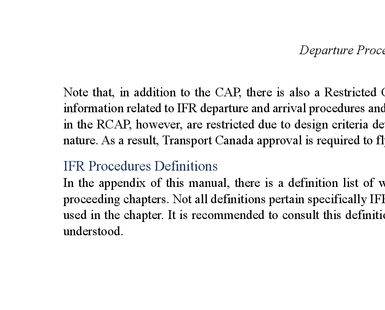 Departure Proce
Note that, in addition to the CAP, there is also a Restricted
information related to IFR departure and arrival procedures and
in the RCAP, however, are restricted due to design criteria de
nature. As a result, Transport Canada approval is required to fl
IFR Procedures Definitions
In the appendix of this manual, there is a definition list of w
proceeding chapters. Not all definitions pertain specifically IF
used in the chapter. It is recommended to consult this definiti
understood.